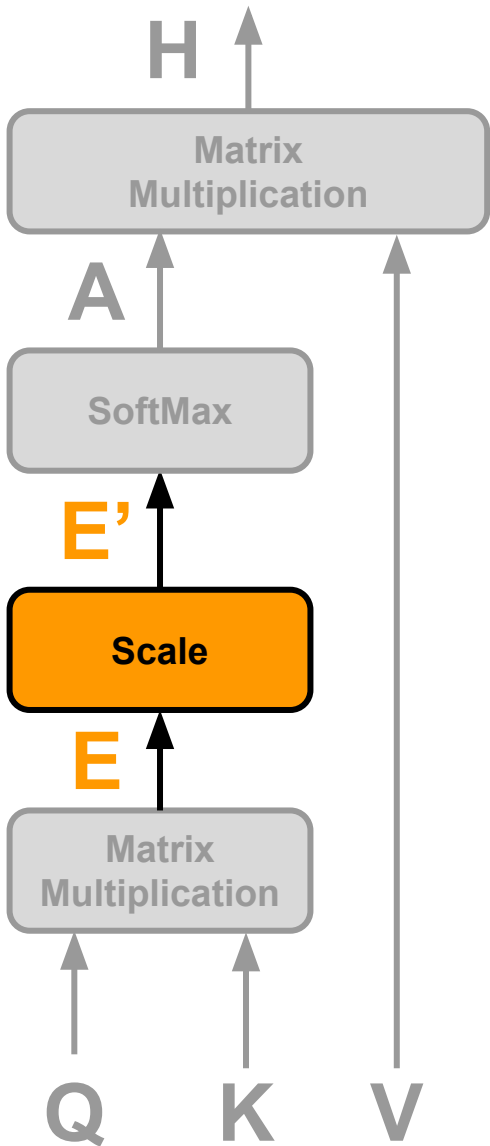 H
Matrix
Multiplication
A
SoftMax
E’
Scale
E
Matrix
Multiplication
Q K V